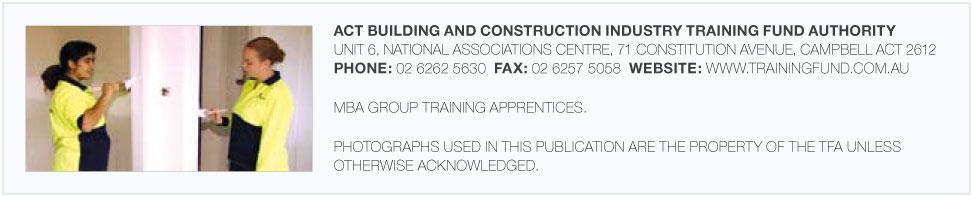 ACT BUILDING AND CONSTRUCTION INDUSTRY TRAINING FUND AUTHORITY
UNIT 6, NATIONAL ASSOCIATIONS CENTRE, 71 CONSTITUTION AVENUE, CAMPBELL ACT 2612
PHONE: 02 6262 5630 FAX: 02 6257 5058 WEBSITE: WWW.TRAININGFUND.COM.AU
MBA GROUP TRAINING APPRENTICES.
PHOTOGRAPHS USED IN THIS PUBLICATION ARE THE PROPERTY OF THE TFA UNLESS
OTHERWISE ACKNOWLEDGED.